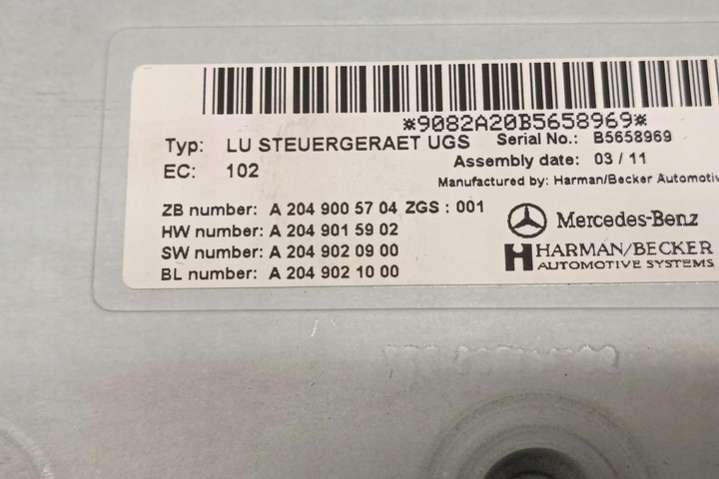 *9082A20B5658969*
Typ: LU STEUERGERAET UGS Serial No.: B5658969
EC: 102 Assembly date: 03 / 11
Manufactured by: Harman/Becker Automotiv
ZB number: A 204 900 57 04 ZGS : 001
HW number: A 204 901 59 02
SW number: A 204 902 09 00
BL number: A 204 902 10 00
Mercedes-Benz
HARMAN/BECKER
AUTOMOTIVE SYSTEMS